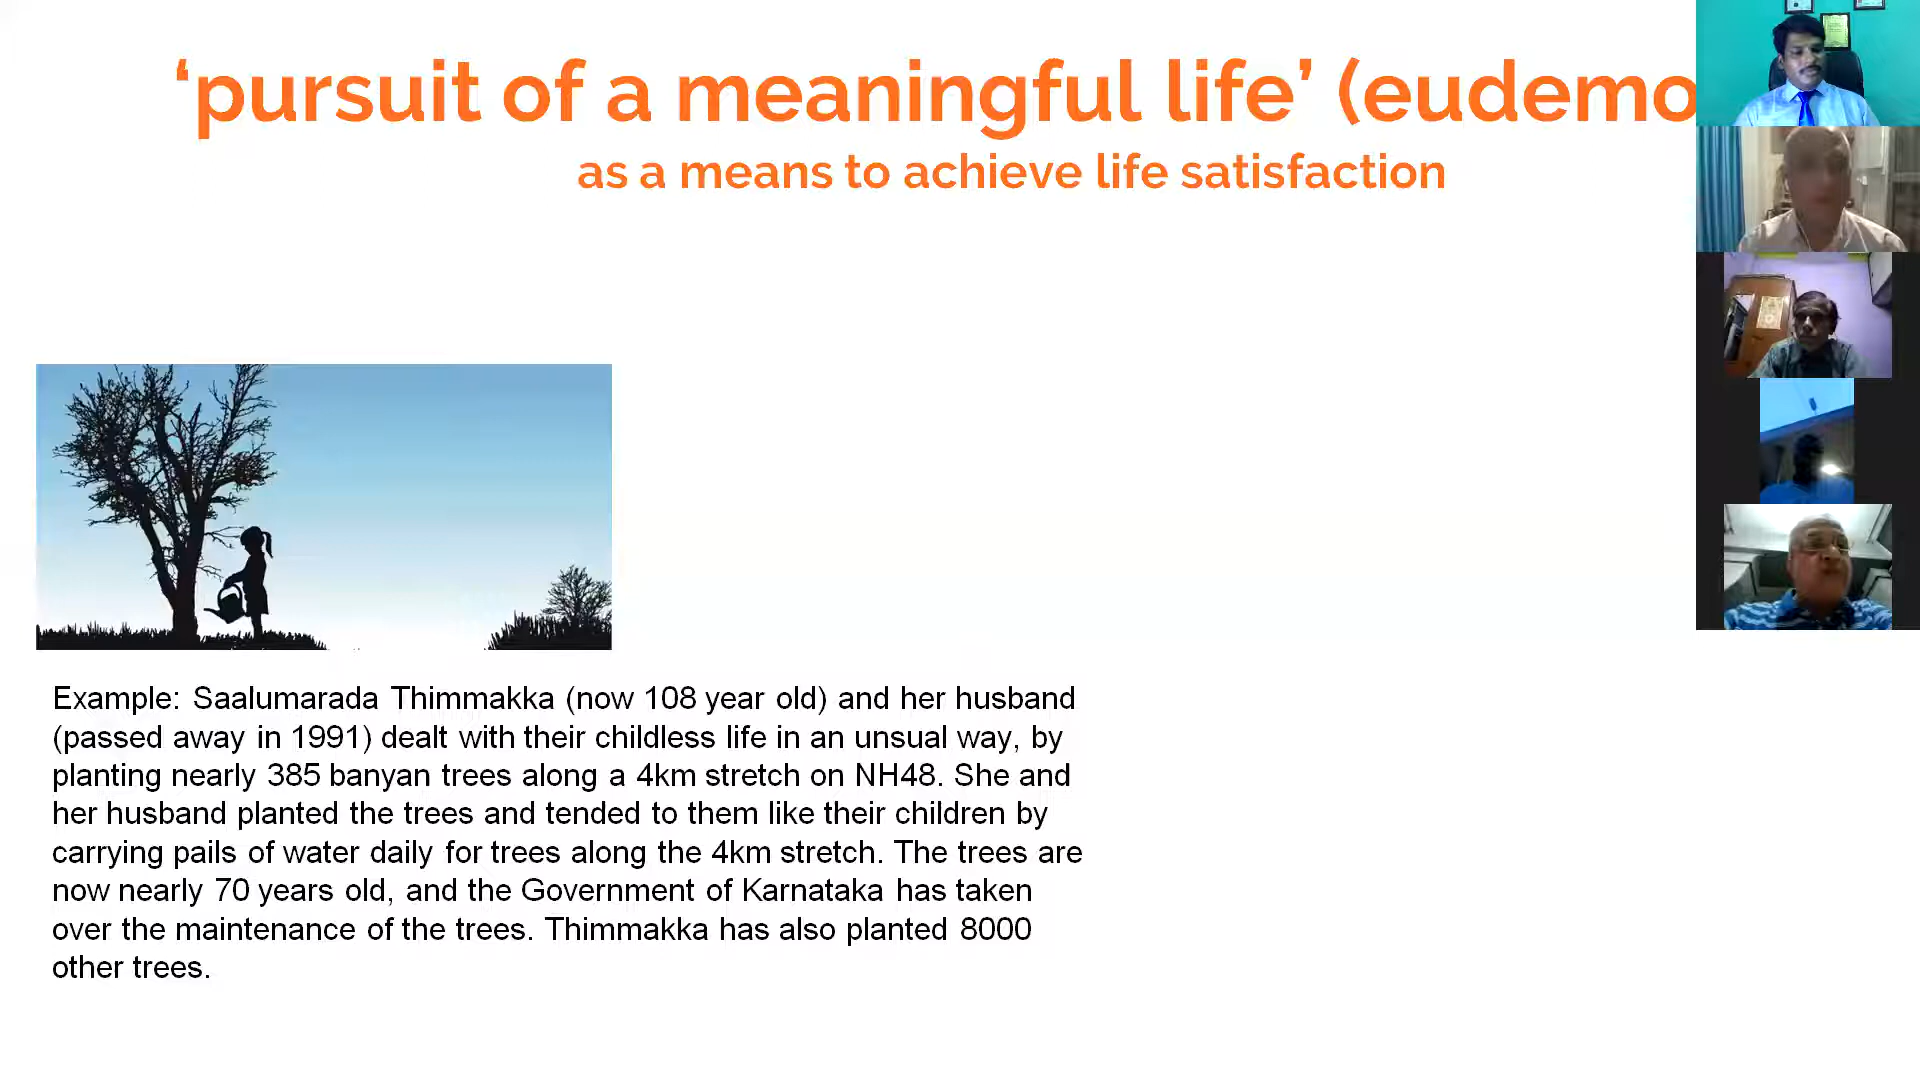 ‘pursuit of a meaningful life’ (eudemo
as a means to achieve life satisfaction
Example: Saalumarada Thimmakka (now 108 year old) and her husband
(passed away in 1991) dealt with their childless life in an unsual way, by
planting nearly 385 banyan trees along a 4km stretch on NH48. She and
her husband planted the trees and tended to them like their children by
carrying pails of water daily for trees along the 4km stretch. The trees are
now nearly 70 years old, and the Government of Karnataka has taken
over the maintenance of the trees. Thimmakka has also planted 8000
other trees.